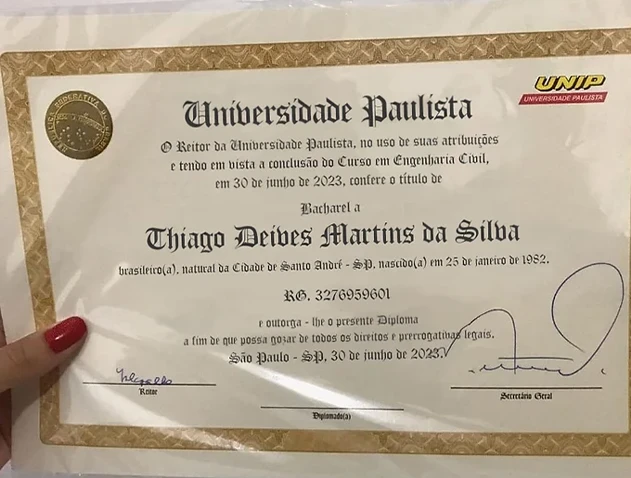 UNIP
UNIVERSIDADE PAULISTA
Universidade Paulista
O Reitor da Universidade Paulista, no uso de suas atribuições
e tendo em vista a conclusão do Curso em Engenharia Civil,
em 30 de junho de 2023, confere o título de
Bacharel a
Thiago Deives Martins da Silva
brasileiro(a), natural da Cidade de Santo André - SP, nascido(a) em 25 de janeiro de 1982.
RG. 3276959601
e outorga - lhe o presente Diploma
a fim de que possa gozar de todos os direitos e prerrogativas legais.
São Paulo - SP, 30 de junho de 2023.
Reitor
Secretário Geral
Diplomado(a)